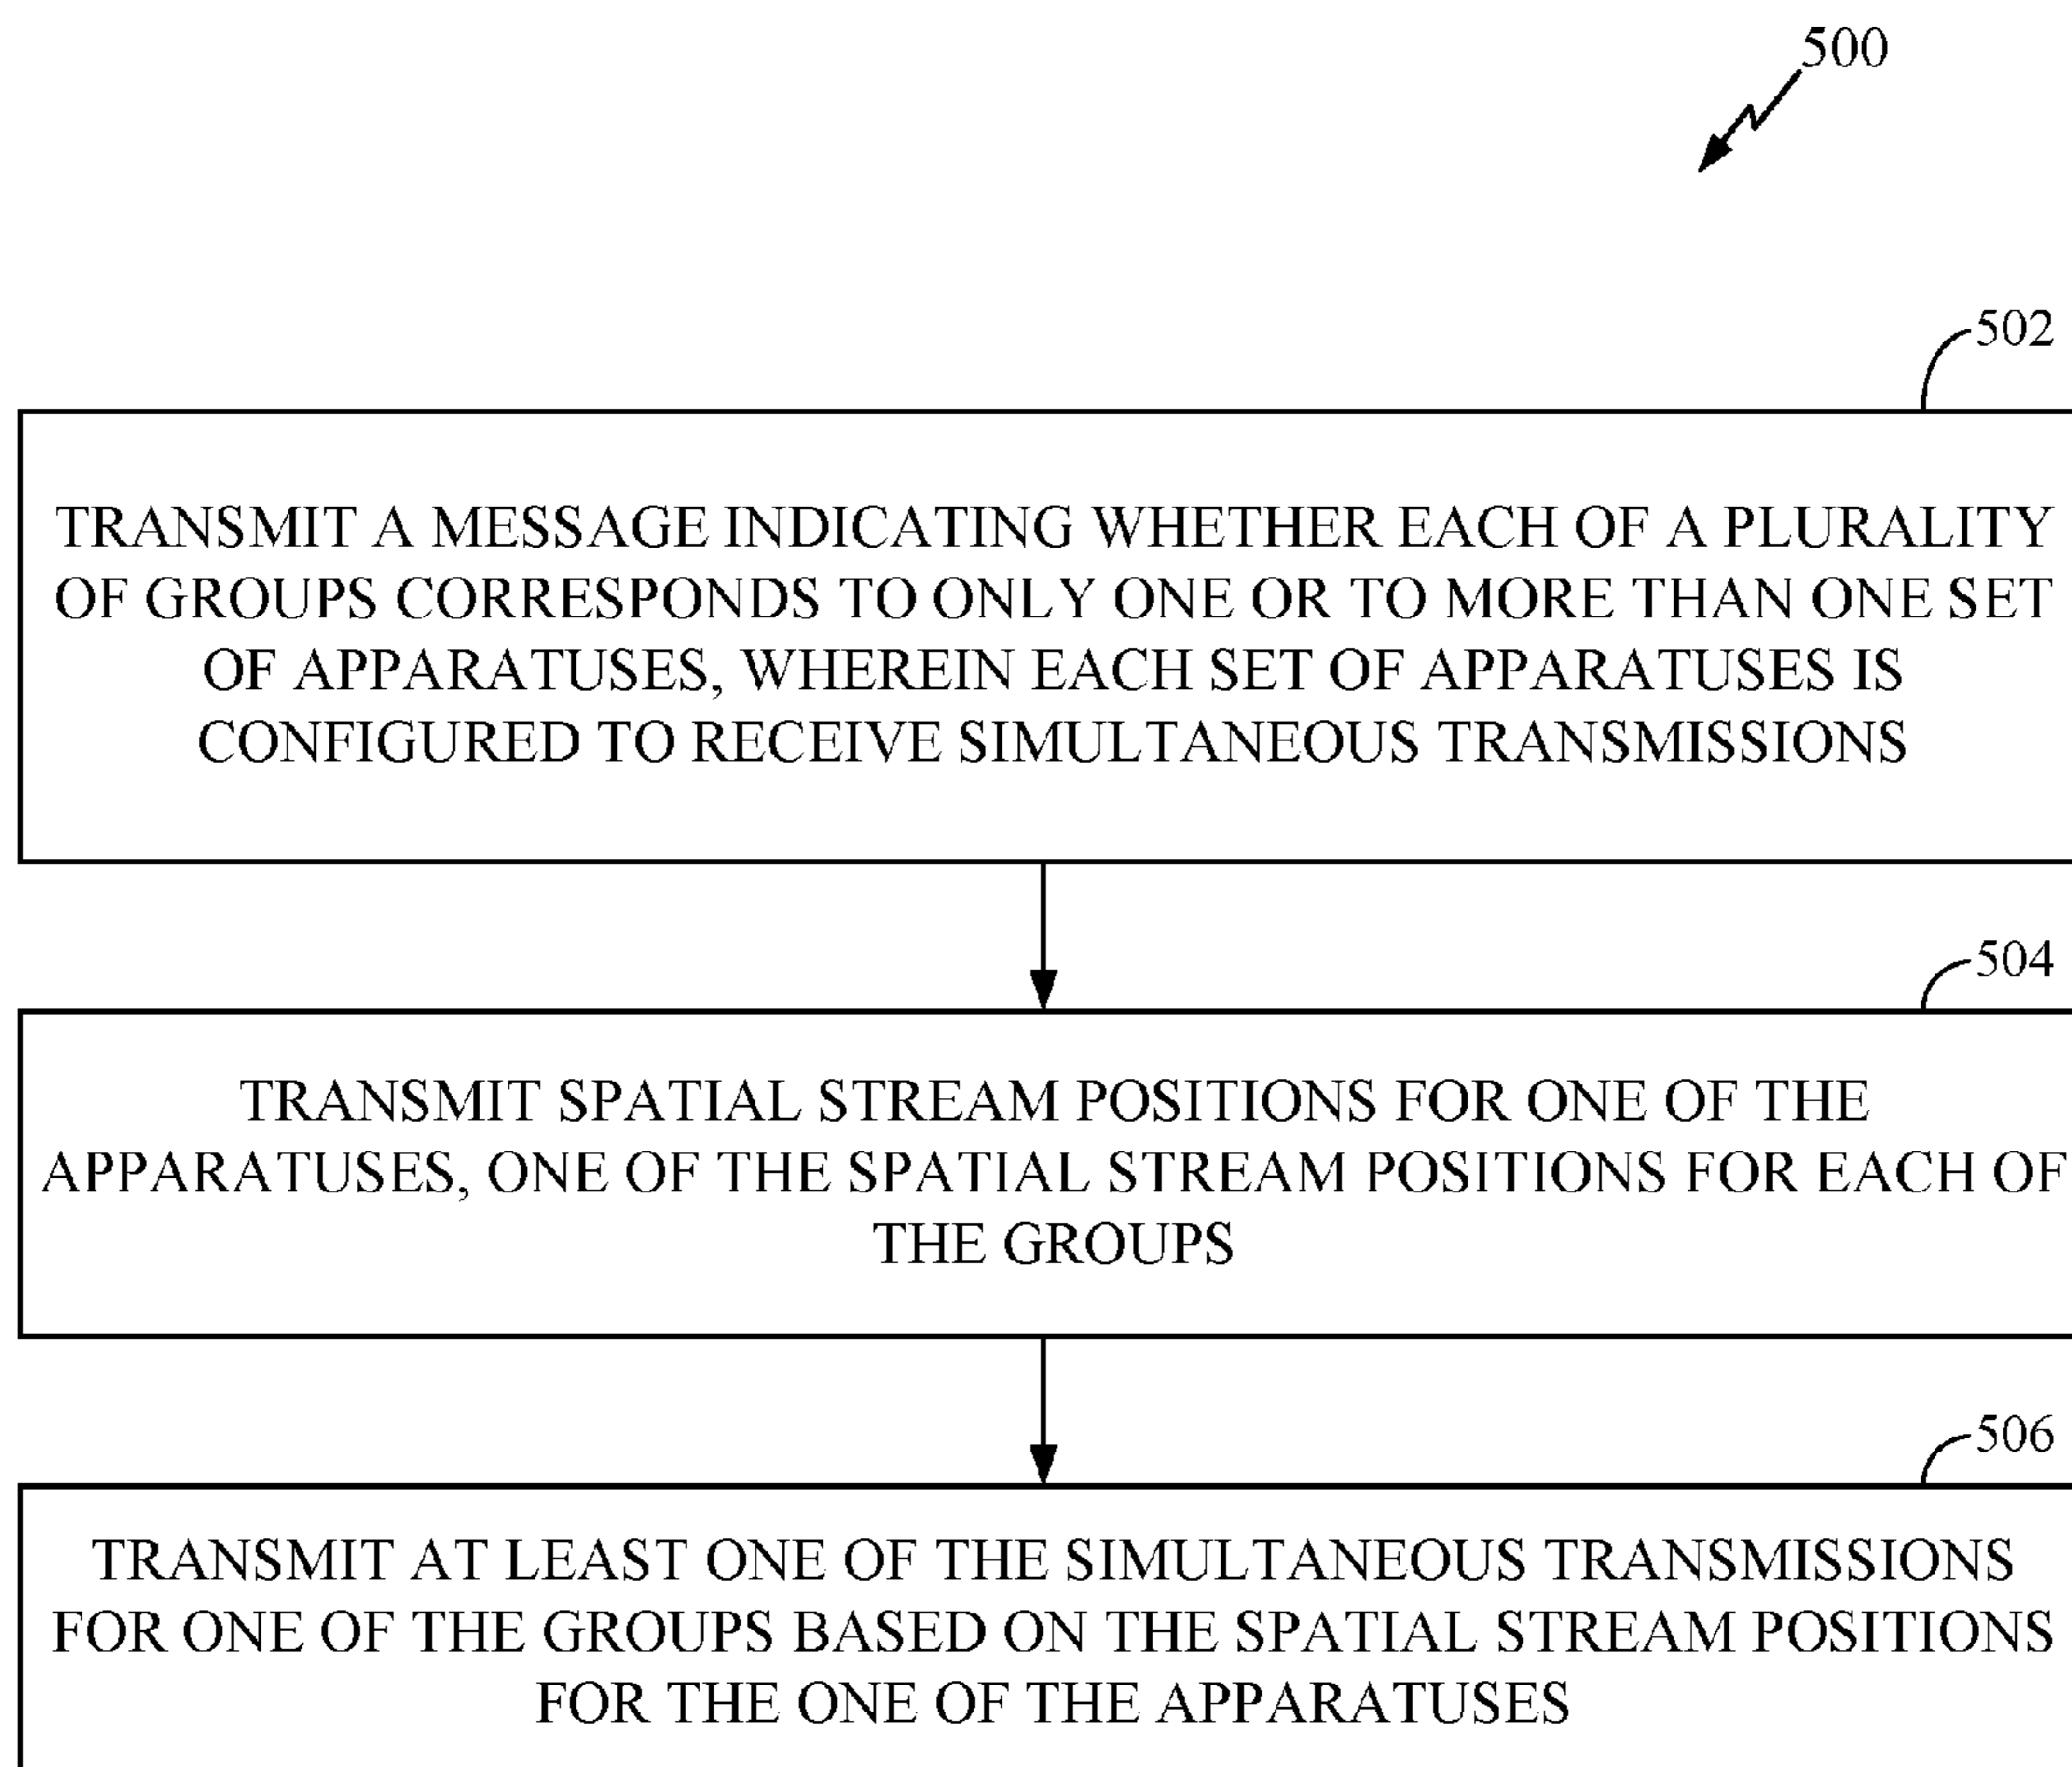 500
502
TRANSMIT A MESSAGE INDICATING WHETHER EACH OF A PLURALITY
OF GROUPS CORRESPONDS TO ONLY ONE OR TO MORE THAN ONE SET
OF APPARATUSES, WHEREIN EACH SET OF APPARATUSES IS
CONFIGURED TO RECEIVE SIMULTANEOUS TRANSMISSIONS
504
TRANSMIT SPATIAL STREAM POSITIONS FOR ONE OF THE
APPARATUSES, ONE OF THE SPATIAL STREAM POSITIONS FOR EACH OF
THE GROUPS
506
TRANSMIT AT LEAST ONE OF THE SIMULTANEOUS TRANSMISSIONS
FOR ONE OF THE GROUPS BASED ON THE SPATIAL STREAM POSITIONS
FOR THE ONE OF THE APPARATUSES